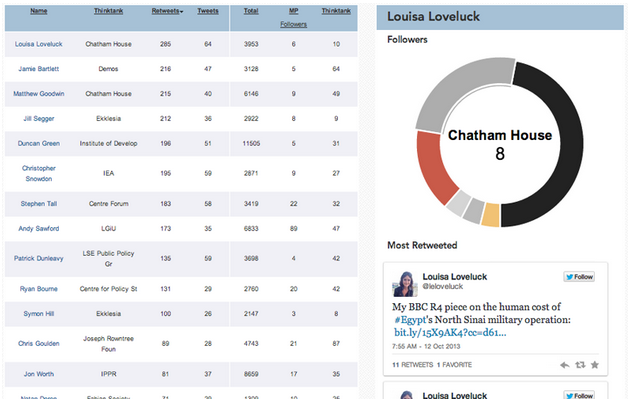 Name Thinktank Retweets Tweets Total MP Followers Thinktank
Louisa Loveluck Chatham House 285 64 3953 6 10
Jamie Bartlett Demos 216 47 3128 5 64
Matthew Goodwin Chatham House 215 40 6146 9 49
Jill Segger Ekklesia 212 36 2922 8 9
Duncan Green Institute of Develop 196 51 11505 5 31
Christopher Snowdon IEA 195 59 2871 9 27
Stephen Tall Centre Forum 183 58 3419 22 32
Andy Sawford LGiU 173 35 6833 89 47
Patrick Dunleavy LSE Public Policy Gr 135 59 3698 4 42
Ryan Bourne Centre for Policy St 131 29 2760 20 42
Symon Hill Ekklesia 100 26 2147 3 8
Chris Goulden Joseph Rowntree Foun 89 28 4743 21 87
Jon Worth IPPR 81 37 8659 17 35
Louisa Loveluck
Followers
Chatham House
8
Most Retweeted
Louisa Loveluck
@leloveluck
Follow
My BBC R4 piece on the human cost of
#Egypt's North Sinai military operation:
bit.ly/15X9AK4?cc=d61...
7:55 AM - 12 Oct 2013
11 RETWEETS 1 FAVORITE
Louisa Loveluck
Follow